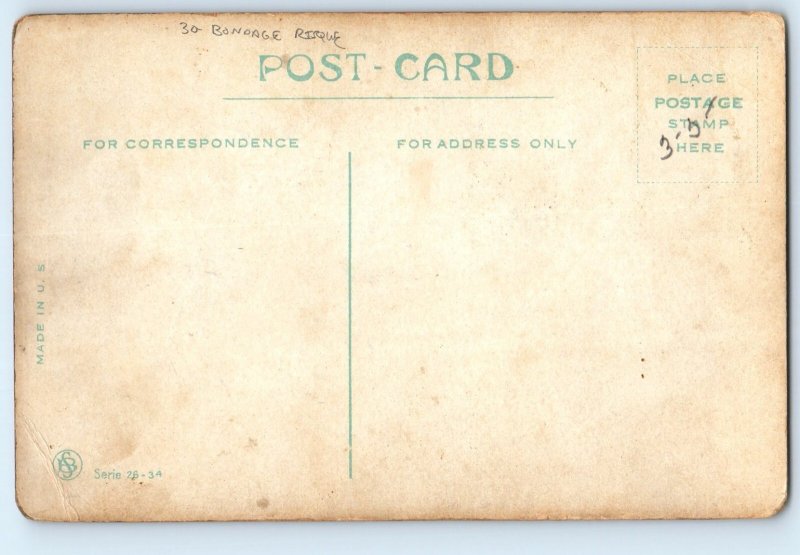 30- BONDAGE RISQUE
POST-CARD
PLACE
POSTAGE
STAMP
HERE
3-3
FOR CORRESPONDENCE
FOR ADDRESS ONLY
MADE IN U. S.
Serie 26-34